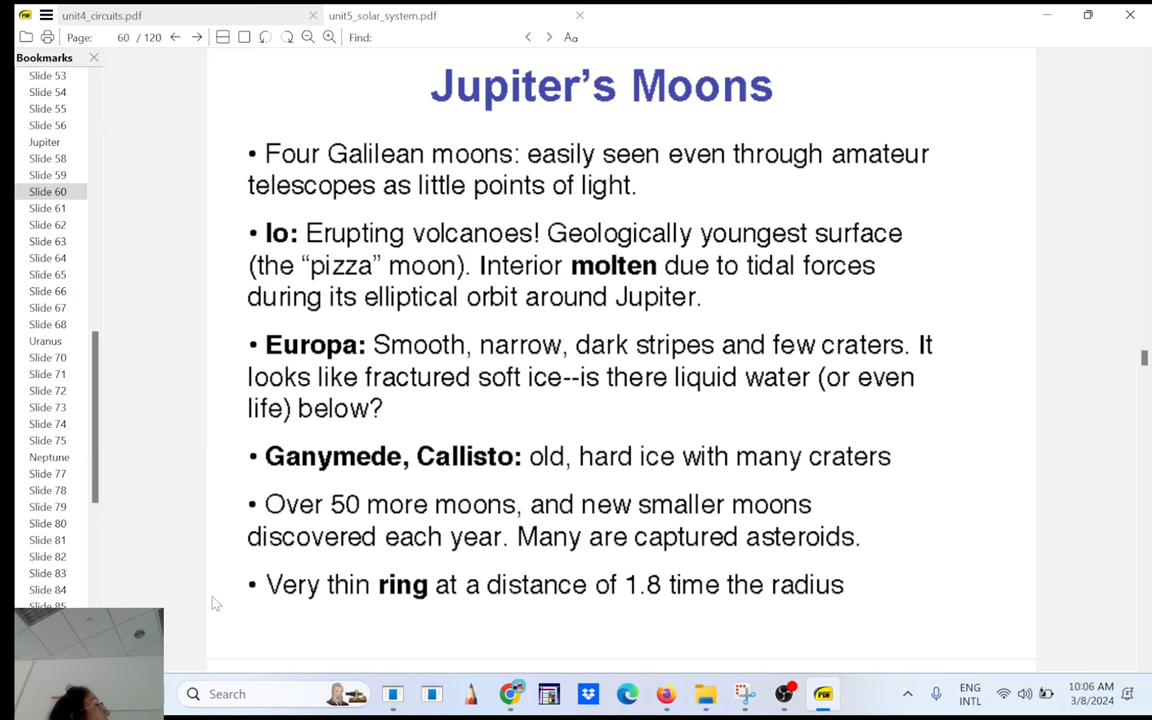 unit4_circuits.pdf
unit5_solar_system.pdf
Page: 60 / 120
Find:
Aa
Bookmarks
Slide 53
Slide 54
Slide 55
Slide 56
Jupiter
Slide 58
Slide 59
Slide 60
Slide 61
Slide 62
Slide 63
Slide 64
Slide 65
Slide 66
Slide 67
Slide 68
Uranus
Slide 70
Slide 71
Slide 72
Slide 73
Slide 74
Slide 75
Neptune
Slide 77
Slide 78
Slide 79
Slide 80
Slide 81
Slide 82
Slide 83
Slide 84
Slide 85
Jupiter’s Moons
• Four Galilean moons: easily seen even through amateur
telescopes as little points of light.
• Io: Erupting volcanoes! Geologically youngest surface
(the “pizza” moon). Interior molten due to tidal forces
during its elliptical orbit around Jupiter.
• Europa: Smooth, narrow, dark stripes and few craters. It
looks like fractured soft ice--is there liquid water (or even
life) below?
• Ganymede, Callisto: old, hard ice with many craters
• Over 50 more moons, and new smaller moons
discovered each year. Many are captured asteroids.
• Very thin ring at a distance of 1.8 time the radius
Search
PDF
ENG
INTL
10:06 AM
3/8/2024